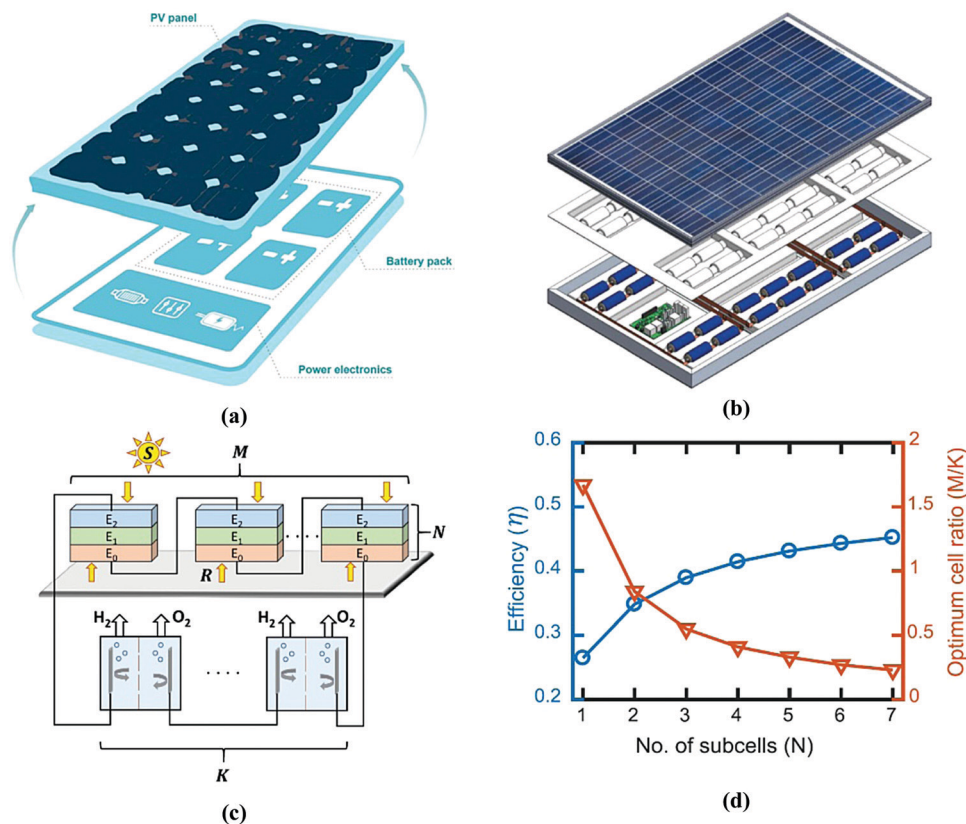 PV panel
Battery pack
Power electronics
(a)
(b)
S
M
E₂ E₂ E₂
E₁ E₁ E₁
E₀ E₀ E₀
N
R
H₂ O₂ H₂ O₂
K
(c)
0.6 2
0.5 1.5
0.4 1
0.3 0.5
0.2 0
Efficiency (η)
Optimum cell ratio (M/K)
1 2 3 4 5 6 7
No. of subcells (N)
(d)